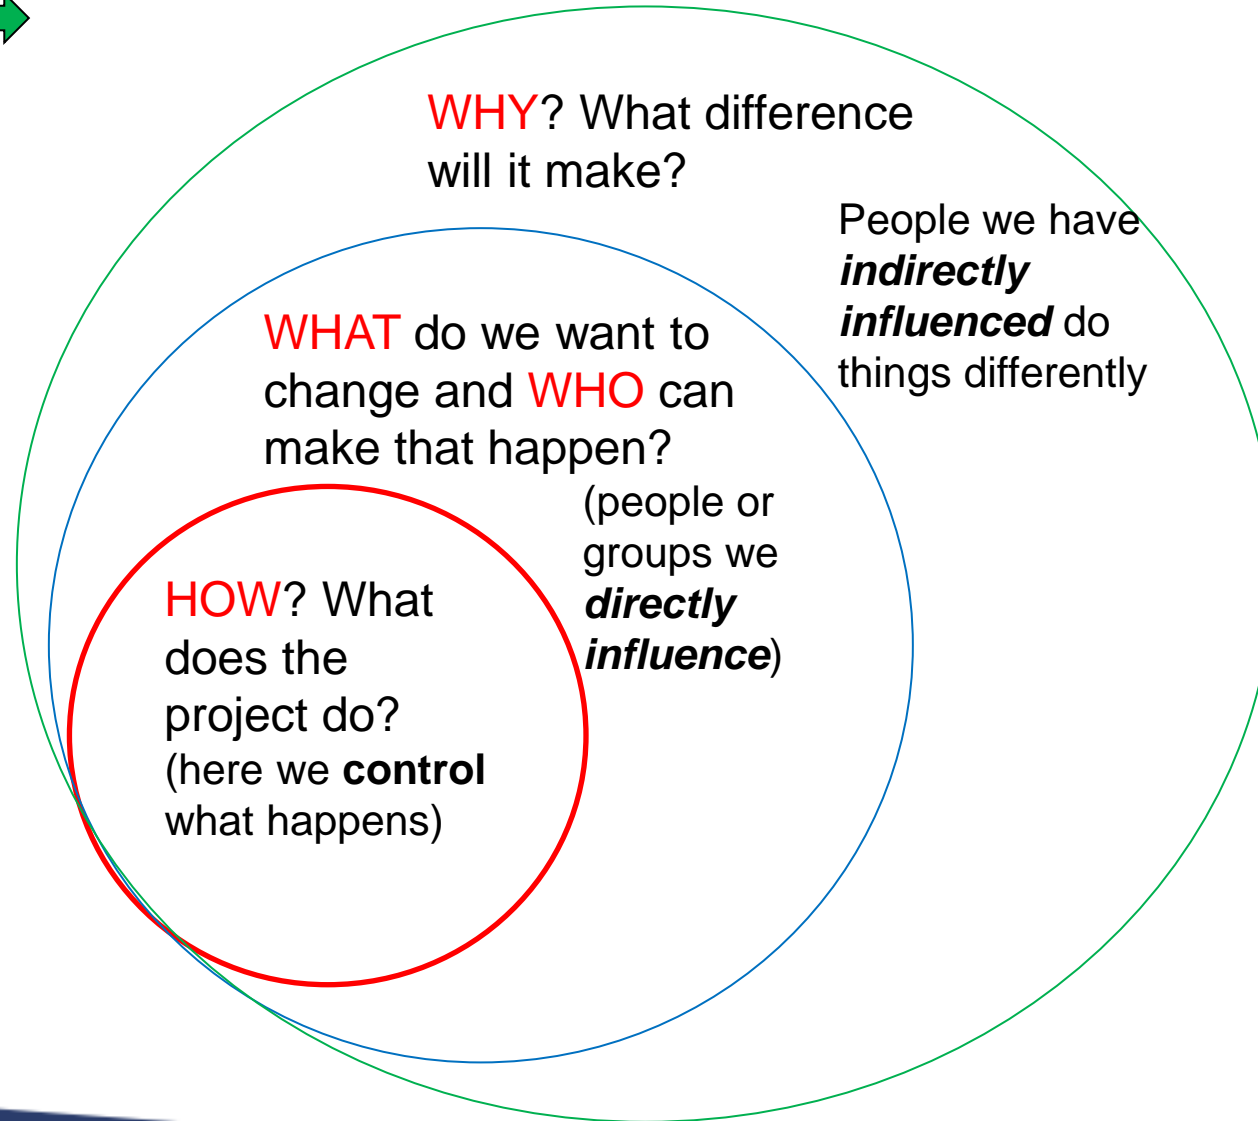 WHY? What difference
will it make?
People we have
indirectly
influenced do
things differently
WHAT do we want to
change and WHO can
make that happen?
(people or
groups we
directly
influence)
HOW? What
does the
project do?
(here we control
what happens)